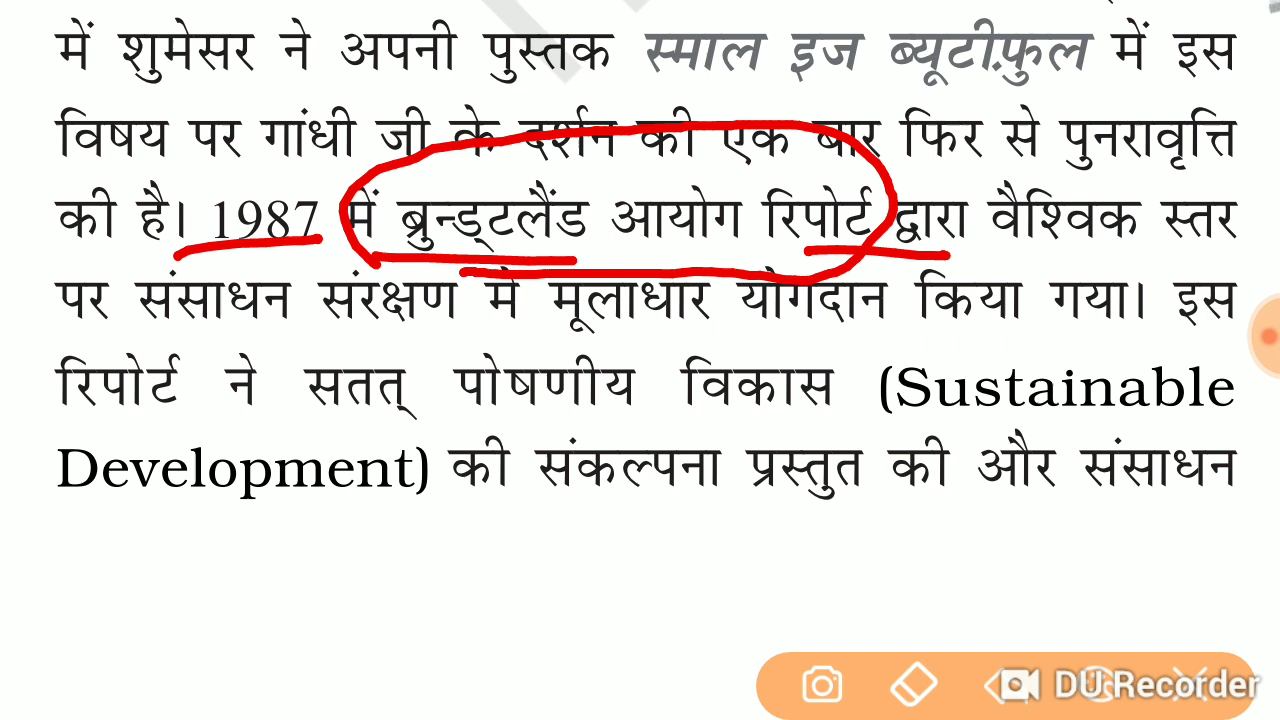 में शुमेसर ने अपनी पुस्तक स्माल इज ब्यूटीफ़ुल में इस
विषय पर गांधी जी के दर्शन की एक बार फिर से पुनरावृत्ति
की है। 1987 में ब्रुन्ड्टलैंड आयोग रिपोर्ट द्वारा वैश्विक स्तर
पर संसाधन संरक्षण में मूलाधार योगदान किया गया। इस
रिपोर्ट ने सतत् पोषणीय विकास (Sustainable
Development) की संकल्पना प्रस्तुत की और संसाधन
DU Recorder